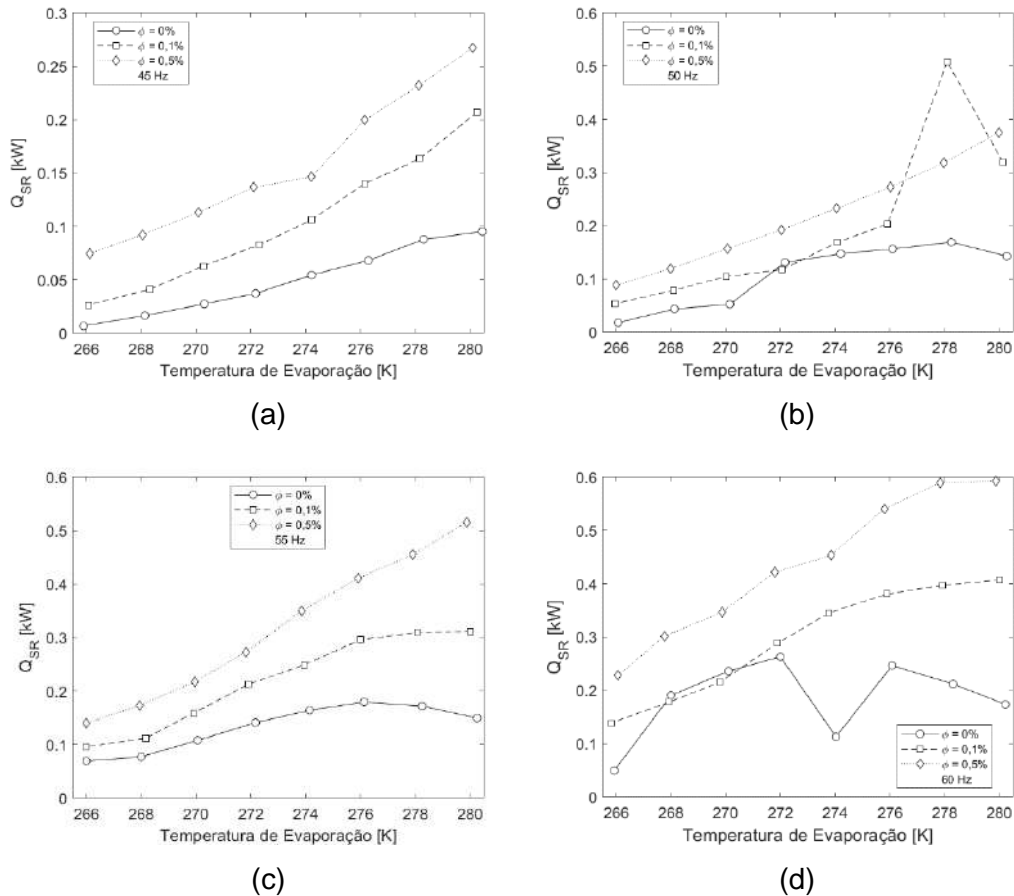 0.3
0.25
0.2
0.15
0.1
0.05
0
Q_SR [kW]
ϕ = 0%
ϕ = 0,1%
ϕ = 0,5%
45 Hz
266 268 270 272 274 276 278 280
Temperatura de Evaporação [K]
(a)
0.6
0.5
0.4
0.3
0.2
0.1
0
Q_SR [kW]
ϕ = 0%
ϕ = 0,1%
ϕ = 0,5%
50 Hz
266 268 270 272 274 276 278 280
Temperatura de Evaporação [K]
(b)
0.6
0.5
0.4
0.3
0.2
0.1
0
Q_SR [kW]
ϕ = 0%
ϕ = 0,1%
ϕ = 0,5%
55 Hz
266 268 270 272 274 276 278 280
Temperatura de Evaporação [K]
(c)
0.6
0.5
0.4
0.3
0.2
0.1
0
Q_SR [kW]
ϕ = 0%
ϕ = 0,1%
ϕ = 0,5%
60 Hz
266 268 270 272 274 276 278 280
Temperatura de Evaporação [K]
(d)